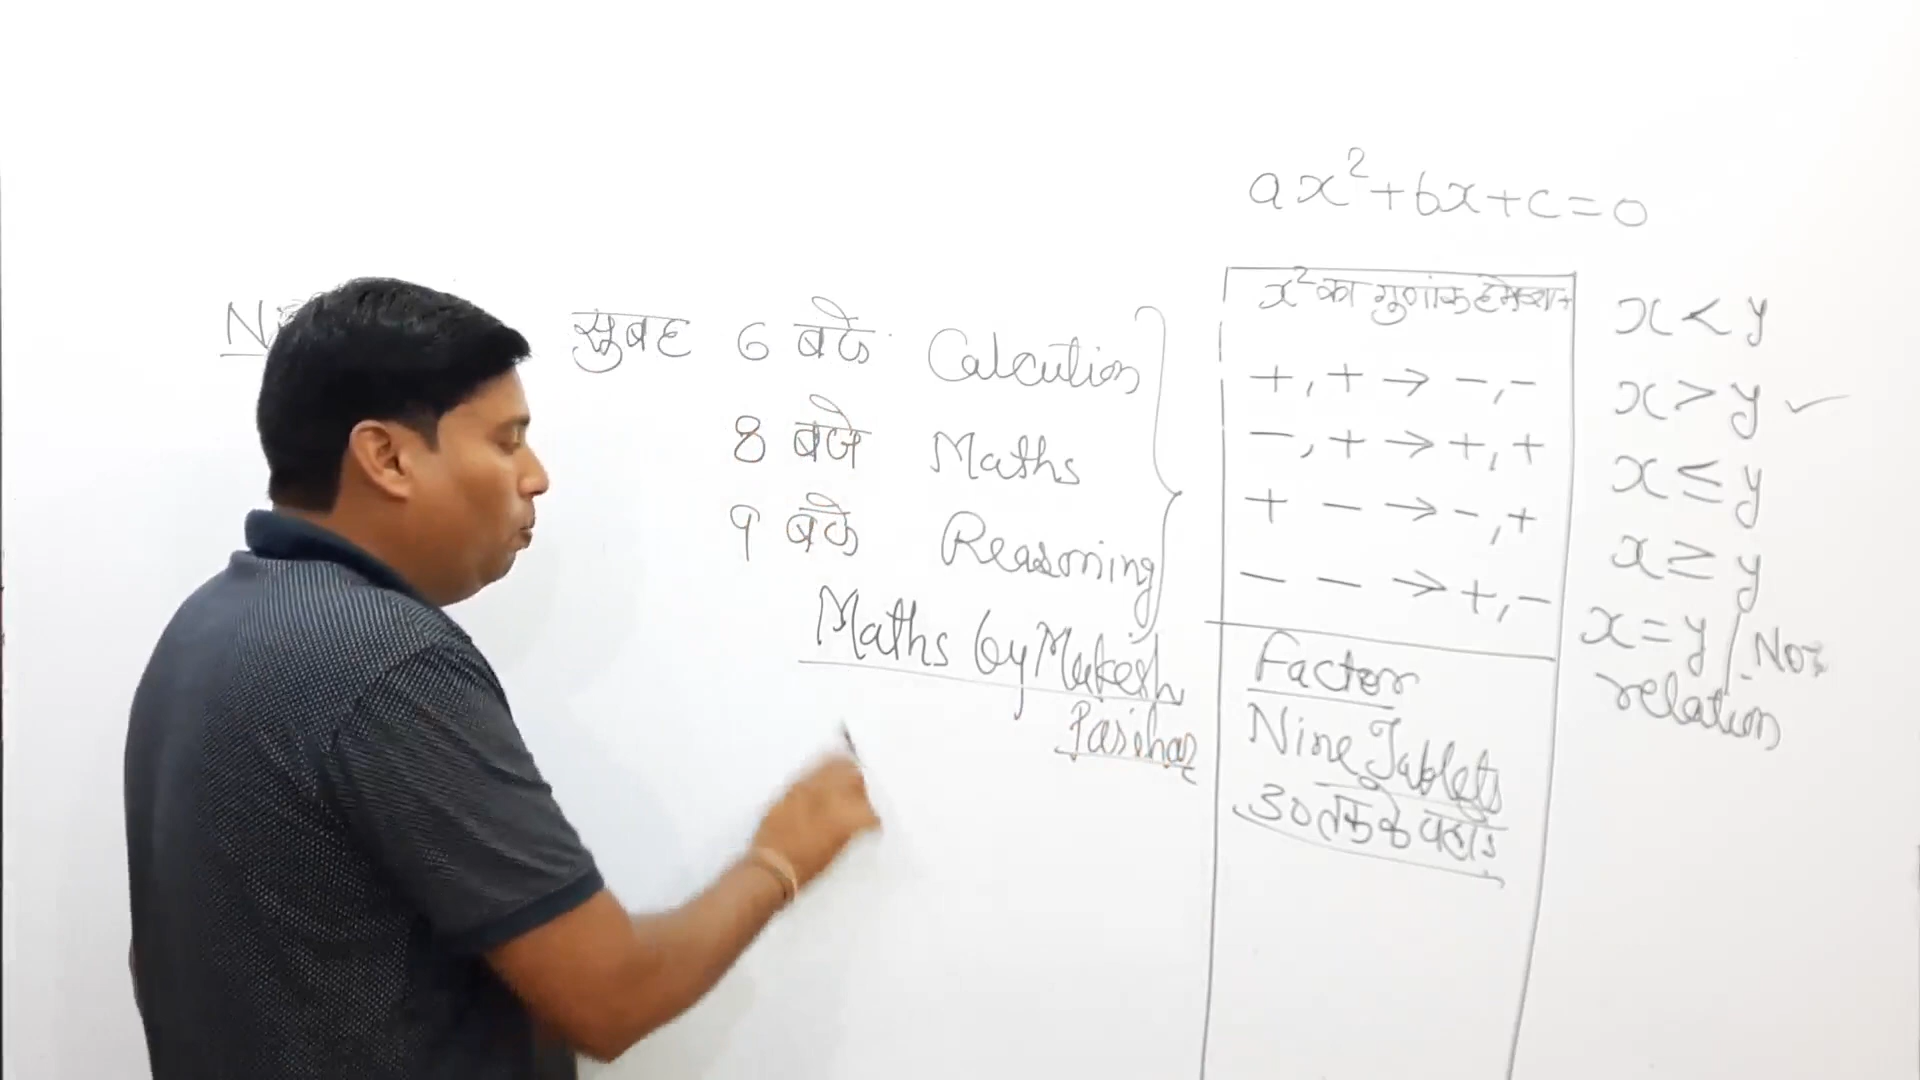 ax²+bx+c=0
सुबह 6 बजे Calcution
8 बजे Maths
9 बजे Reasoning
Maths by Mukesh
Parihar
x² का गुणांक हमेशा +
+, + → -, -
-, + → +, +
+ - → -, +
- - → +, -
Factor
Nine Tablets
30 तक के पहाड़े
x < y
x > y ✓
x ≤ y
x ≥ y
x = y / No
relation